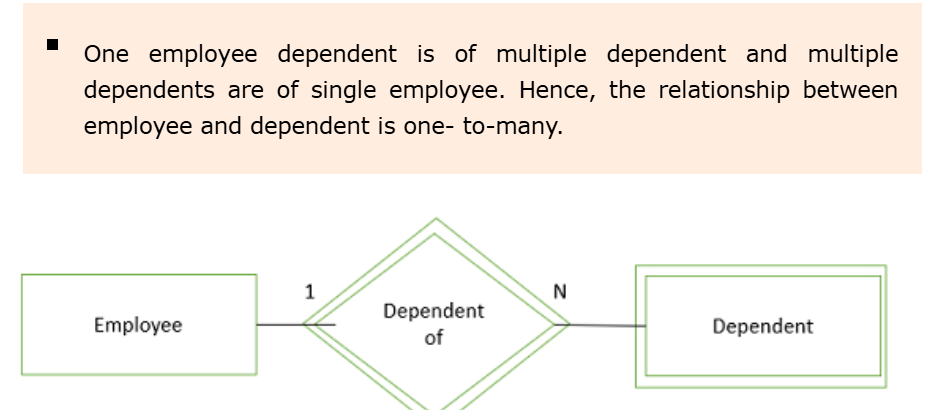 One employee dependent is of multiple dependent and multiple
dependents are of single employee. Hence, the relationship between
employee and dependent is one- to-many.
1
N
Employee
Dependent
of
Dependent